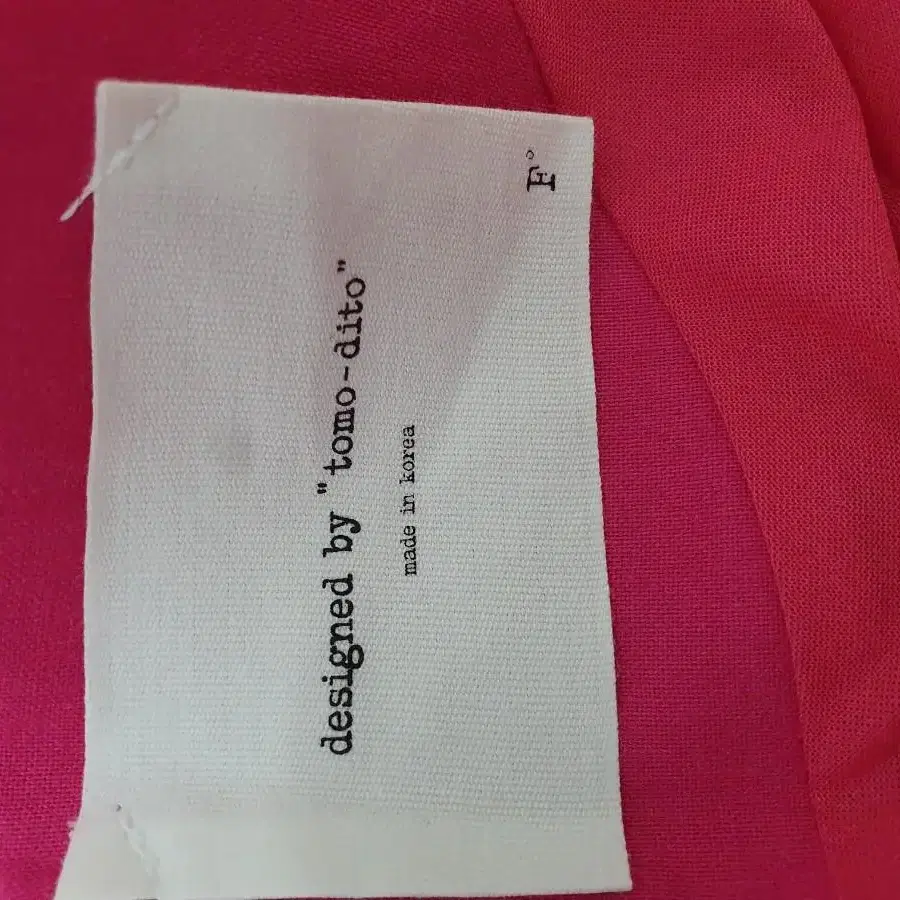 designed by "tomo-dito"
made in korea
F°